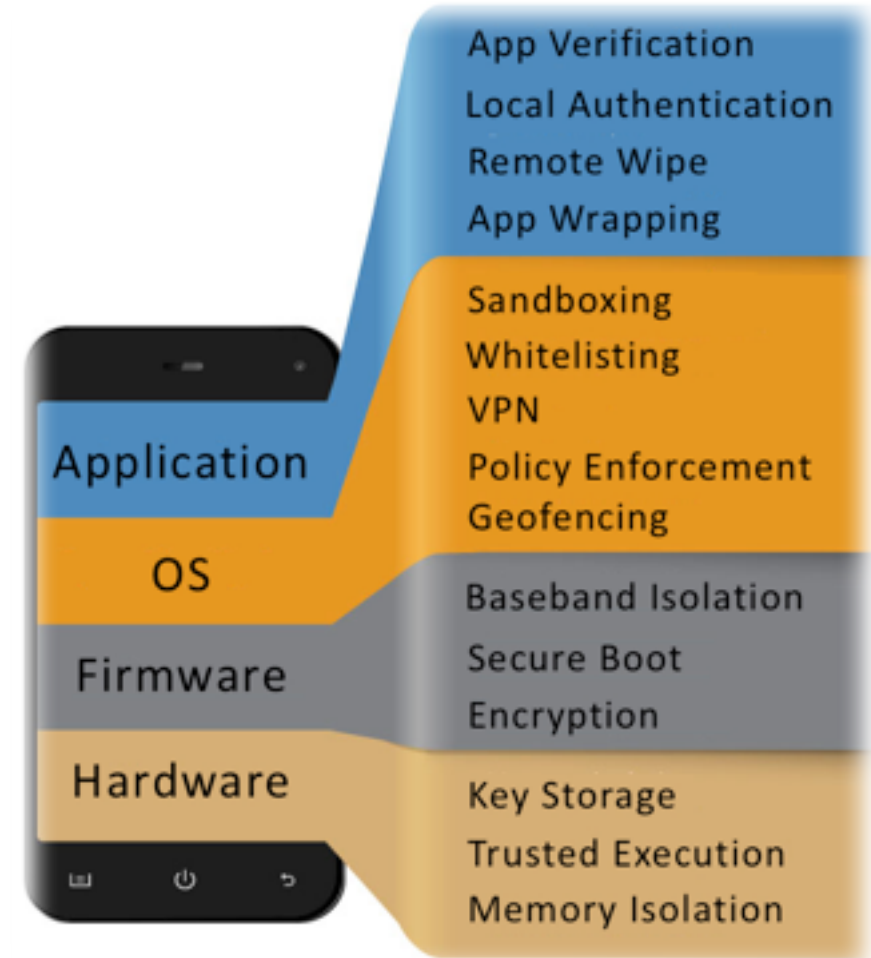 App Verification
Local Authentication
Remote Wipe
App Wrapping
Sandboxing
Whitelisting
VPN
Policy Enforcement
Geofencing
Baseband Isolation
Secure Boot
Encryption
Key Storage
Trusted Execution
Memory Isolation
Application
OS
Firmware
Hardware